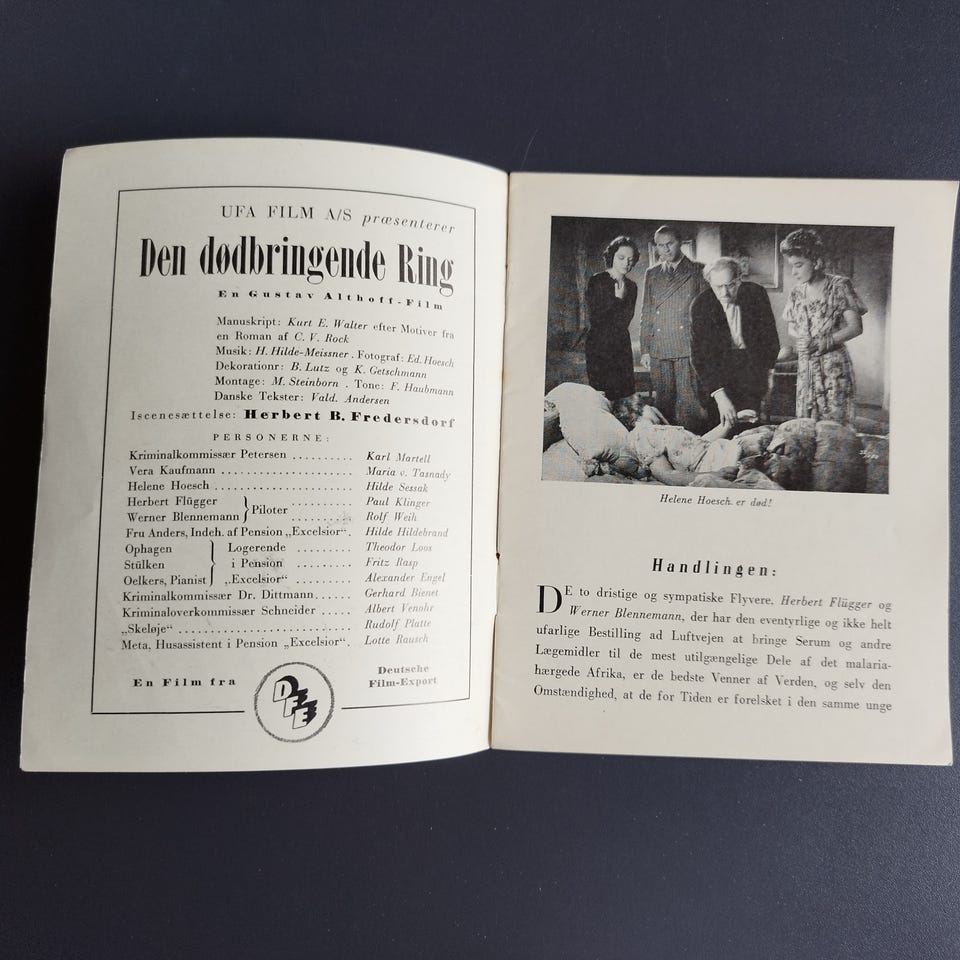 UFA FILM A/S præsenterer
Den dødbringende Ring
En Gustav Althoff-Film
Manuskript: Kurt E. Walter efter Motiver fra
en Roman af C. V. Rock
Musik: H. Hilde-Meissner . Fotograf: Ed. Hoesch
Dekorationr: B. Lutz og K. Getschmann
Montage: M. Steinborn . Tone: F. Haubmann
Danske Tekster: Vald. Andersen
Iscenesættelse: Herbert B. Fredersdorf
PERSONERNE:
Kriminalkommissær Petersen .......... Karl Martell
Vera Kaufmann .................... Maria v. Tasnady
Helene Hoesch ..................... Hilde Sessak
Herbert Flügger } Piloter .......... Paul Klinger
Werner Blennemann } Piloter .......... Rolf Weih
Fru Anders, Indeh. af Pension „Excelsior“ . Hilde Hildebrand
Ophagen } Logerende ......... Theodor Loos
Stülken } i Pension ......... Fritz Rasp
Oelkers, Pianist } „Excelsior“ ......... Alexander Engel
Kriminalkommissær Dr. Dittmann...... Gerhard Bienet
Kriminaloverkommissær Schneider ...... Albert Venohr
„Skeløje“ .......................... Rudolf Platte
Meta, Husassistent i Pension „Excelsior“. Lotte Rausch
En Film fra DFE Deutsche
Film-Export
Helene Hoesch er død!
Handlingen:
DE to dristige og sympatiske Flyvere, Herbert Flügger og
Werner Blennemann, der har den eventyrlige og ikke helt
ufarlige Bestilling ad Luftvejen at bringe Serum og andre
Lægemidler til de mest utilgængelige Dele af det malaria-
hærgede Afrika, er de bedste Venner af Verden, og selv den
Omstændighed, at de for Tiden er forelsket i den samme unge